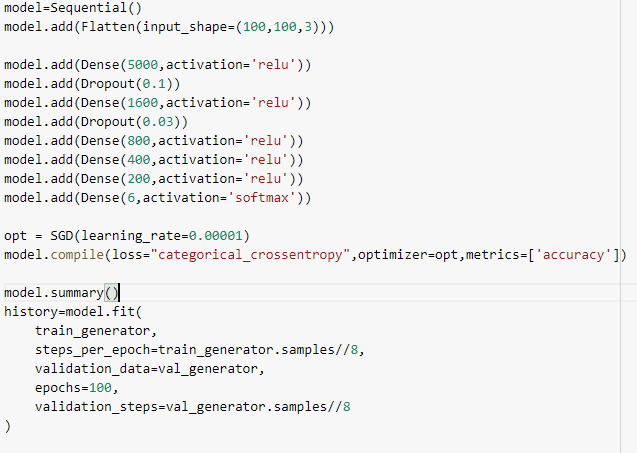 model=Sequential()
model.add(Flatten(input_shape=(100,100,3)))
model.add(Dense(5000,activation='relu'))
model.add(Dropout(0.1))
model.add(Dense(1600,activation='relu'))
model.add(Dropout(0.03))
model.add(Dense(800,activation='relu'))
model.add(Dense(400,activation='relu'))
model.add(Dense(200,activation='relu'))
model.add(Dense(6,activation='softmax'))
opt = SGD(learning_rate=0.00001)
model.compile(loss="categorical_crossentropy",optimizer=opt,metrics=['accuracy'])
model.summary()
history=model.fit(
    train_generator,
    steps_per_epoch=train_generator.samples//8,
    validation_data=val_generator,
    epochs=100,
    validation_steps=val_generator.samples//8
)